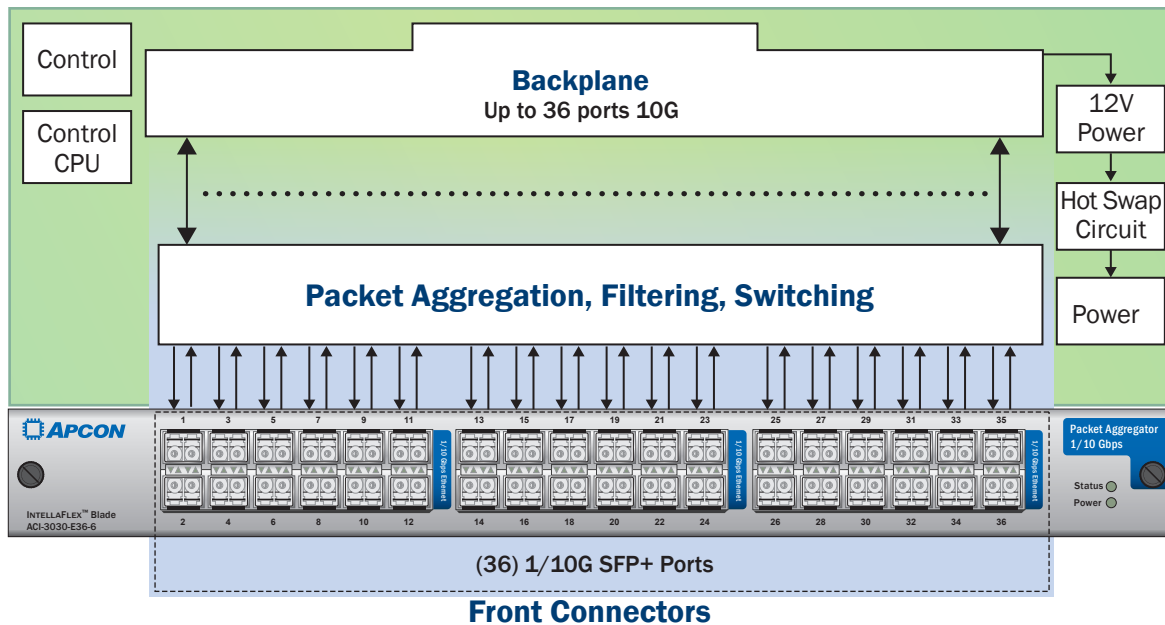 Control
Control
CPU
Backplane
Up to 36 ports 10G
12V
Power
Hot Swap
Circuit
Power
Packet Aggregation, Filtering, Switching
1 3 5 7 9 11 13 15 17 19 21 23 25 27 29 31 33 35
APCON
1/10 Gbps Ethernet
1/10 Gbps Ethernet
1/10 Gbps Ethernet
Packet Aggregator
1/10 Gbps
Status
Power
INTELLAFLEX™ Blade
ACI-3030-E36-6
2 4 6 8 10 12 14 16 18 20 22 24 26 28 30 32 34 36
(36) 1/10G SFP+ Ports
Front Connectors